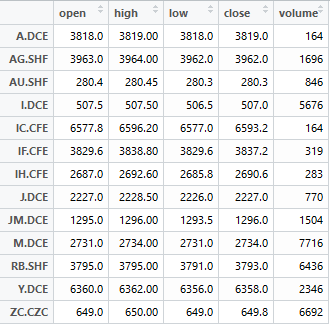 open high low close volume
A.DCE 3818.0 3819.00 3818.0 3819.0 164
AG.SHF 3963.0 3964.00 3962.0 3962.0 1696
AU.SHF 280.4 280.45 280.3 280.3 846
I.DCE 507.5 507.50 506.5 507.0 5676
IC.CFE 6577.8 6596.20 6577.0 6593.2 164
IF.CFE 3829.6 3838.80 3829.6 3837.2 319
IH.CFE 2687.0 2692.60 2685.8 2690.6 283
J.DCE 2227.0 2228.50 2226.0 2227.0 770
JM.DCE 1295.0 1296.00 1293.5 1296.0 1504
M.DCE 2731.0 2734.00 2731.0 2734.0 7716
RB.SHF 3795.0 3795.00 3791.0 3793.0 6436
Y.DCE 6360.0 6362.00 6356.0 6358.0 2346
ZC.CZC 649.0 650.00 649.0 649.8 6692